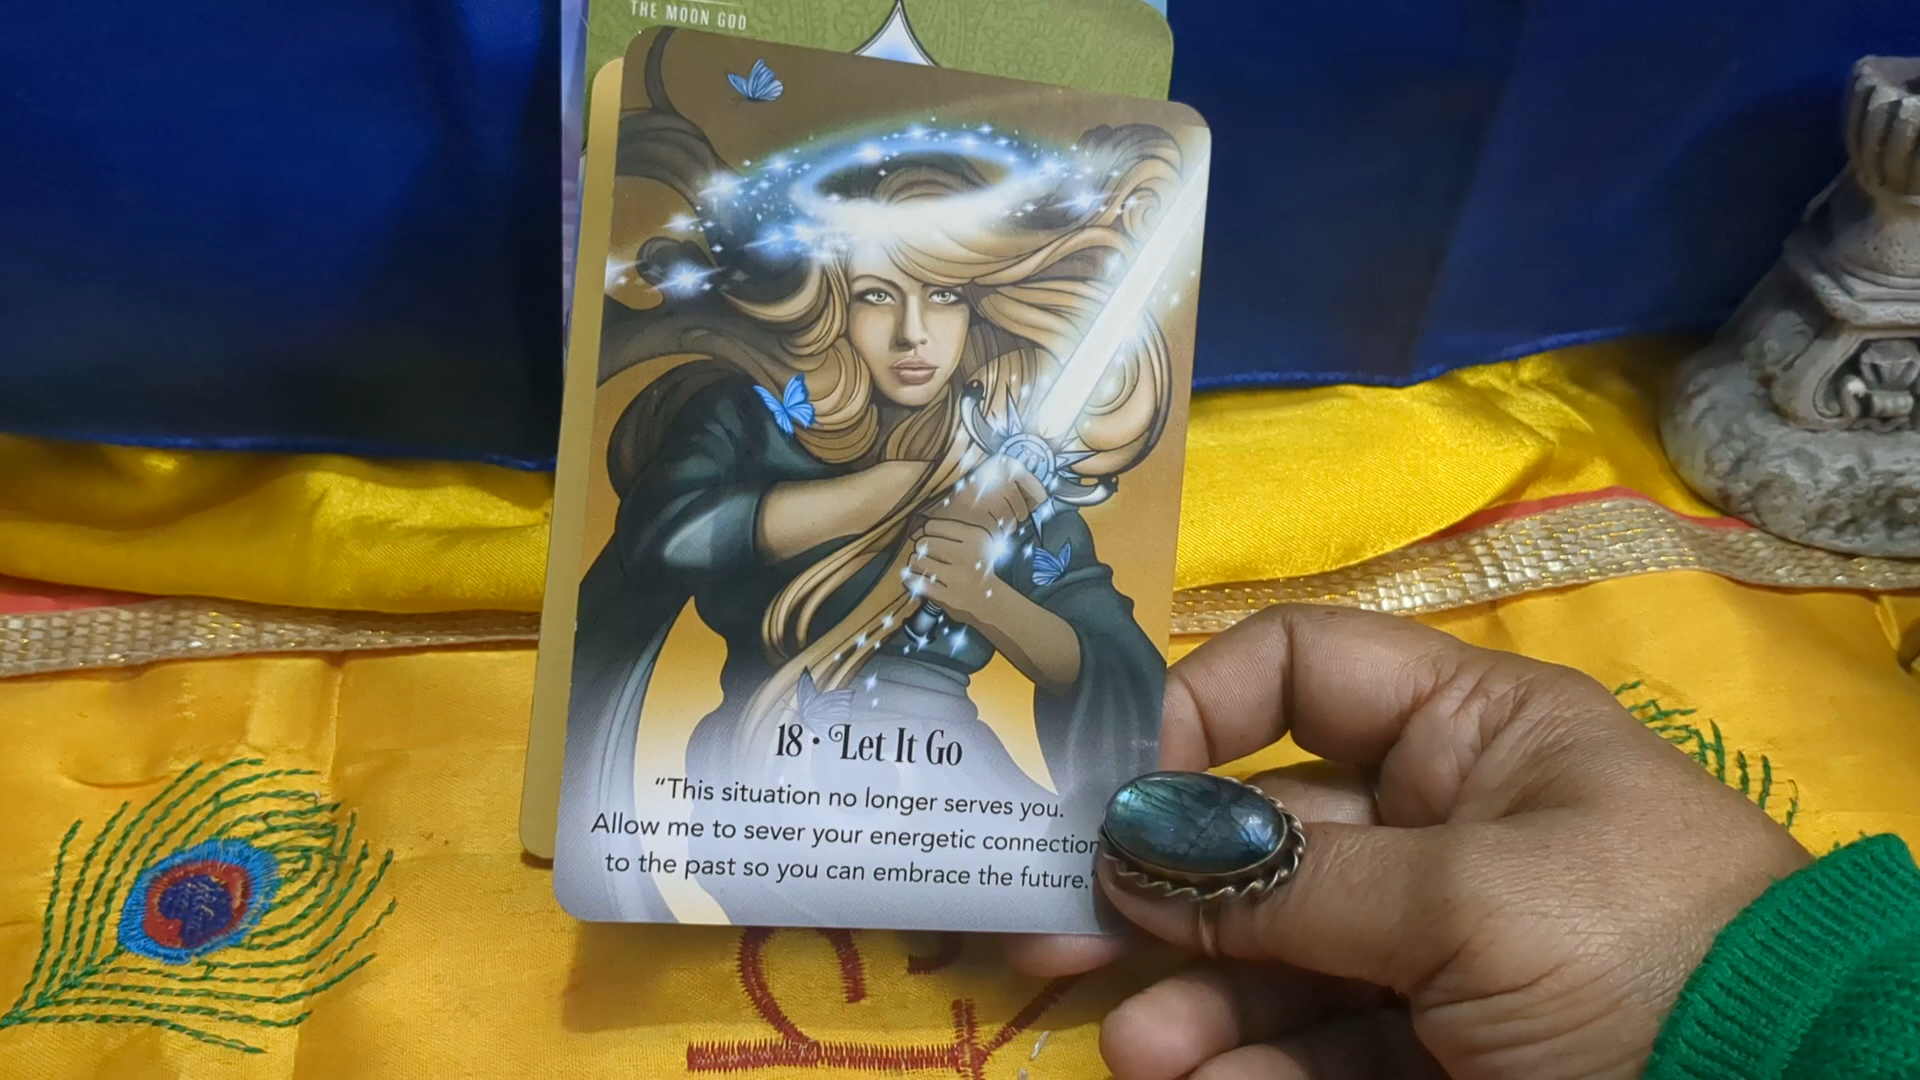 THE MOON GOD
18 • Let It Go
“This situation no longer serves you.
Allow me to sever your energetic connection
to the past so you can embrace the future.”